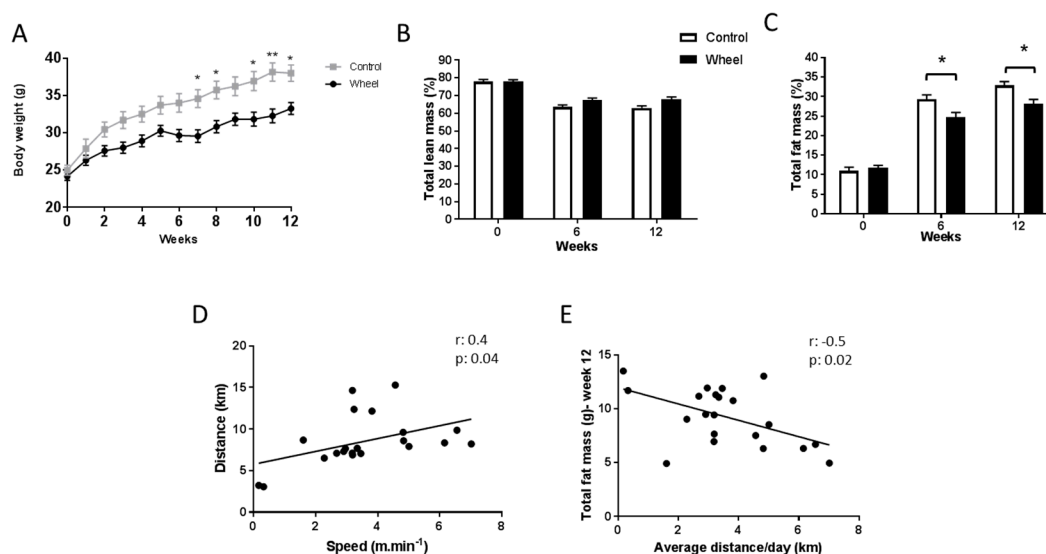 A
Body weight (g)
40
35
30
25
20
0 2 4 6 8 10 12
Weeks
* * * ** *
Control
Wheel
B
Total lean mass (%)
100
90
80
70
60
50
40
30
20
10
0
0 6 12
Weeks
Control
Wheel
C
Total fat mass (%)
40
35
30
25
20
15
10
5
0
0 6 12
Weeks
* *
D
r: 0.4
p: 0.04
Distance (km)
20
15
10
5
0
0 2 4 6 8
Speed (m.min⁻¹)
E
r: -0.5
p: 0.02
Total fat mass (g)- week 12
15
10
5
0
0 2 4 6 8
Average distance/day (km)